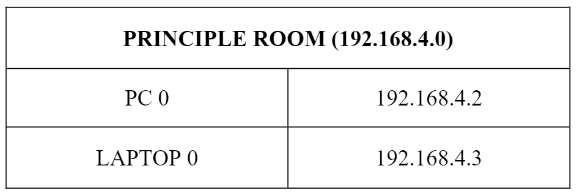 PRINCIPLE ROOM (192.168.4.0)
PC 0 192.168.4.2
LAPTOP 0 192.168.4.3